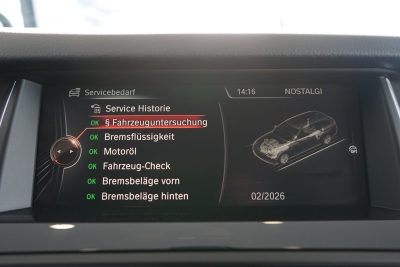 Servicebedarf
14:16 NOSTALGI
Service Historie
OK § Fahrzeuguntersuchung
OK Bremsflüssigkeit
OK Motoröl
OK Fahrzeug-Check
OK Bremsbeläge vorn
OK Bremsbeläge hinten
02/2026